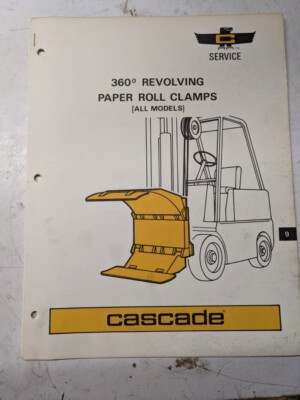 C
SERVICE
360° REVOLVING
PAPER ROLL CLAMPS
[ALL MODELS]
9
cascade®